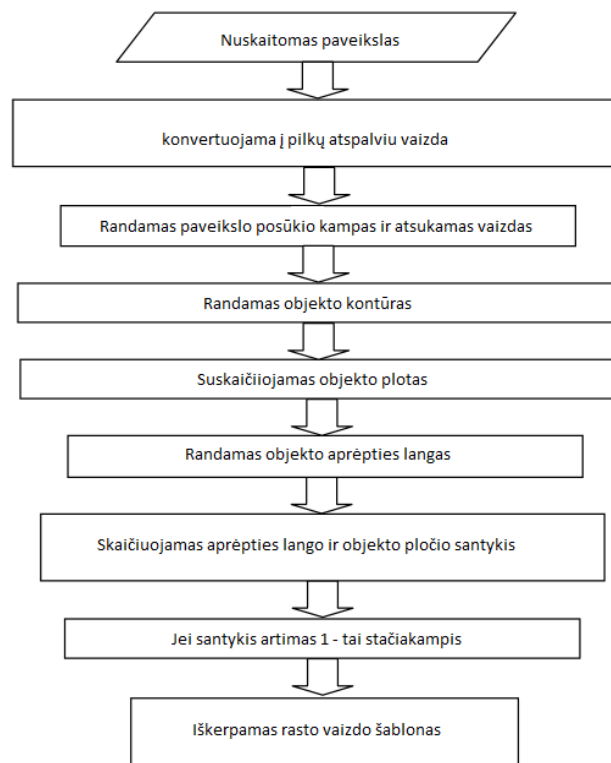 Nuskaitomas paveikslas
konvertuojama į pilkų atspalviu vaizda
Randamas paveikslo posūkio kampas ir atsukamas vaizdas
Randamas objekto kontūras
Suskaičiiojamas objekto plotas
Randamas objekto aprėpties langas
Skaičiuojamas aprėpties lango ir objekto pločio santykis
Jei santykis artimas 1 - tai stačiakampis
Iškerpamas rasto vaizdo šablonas